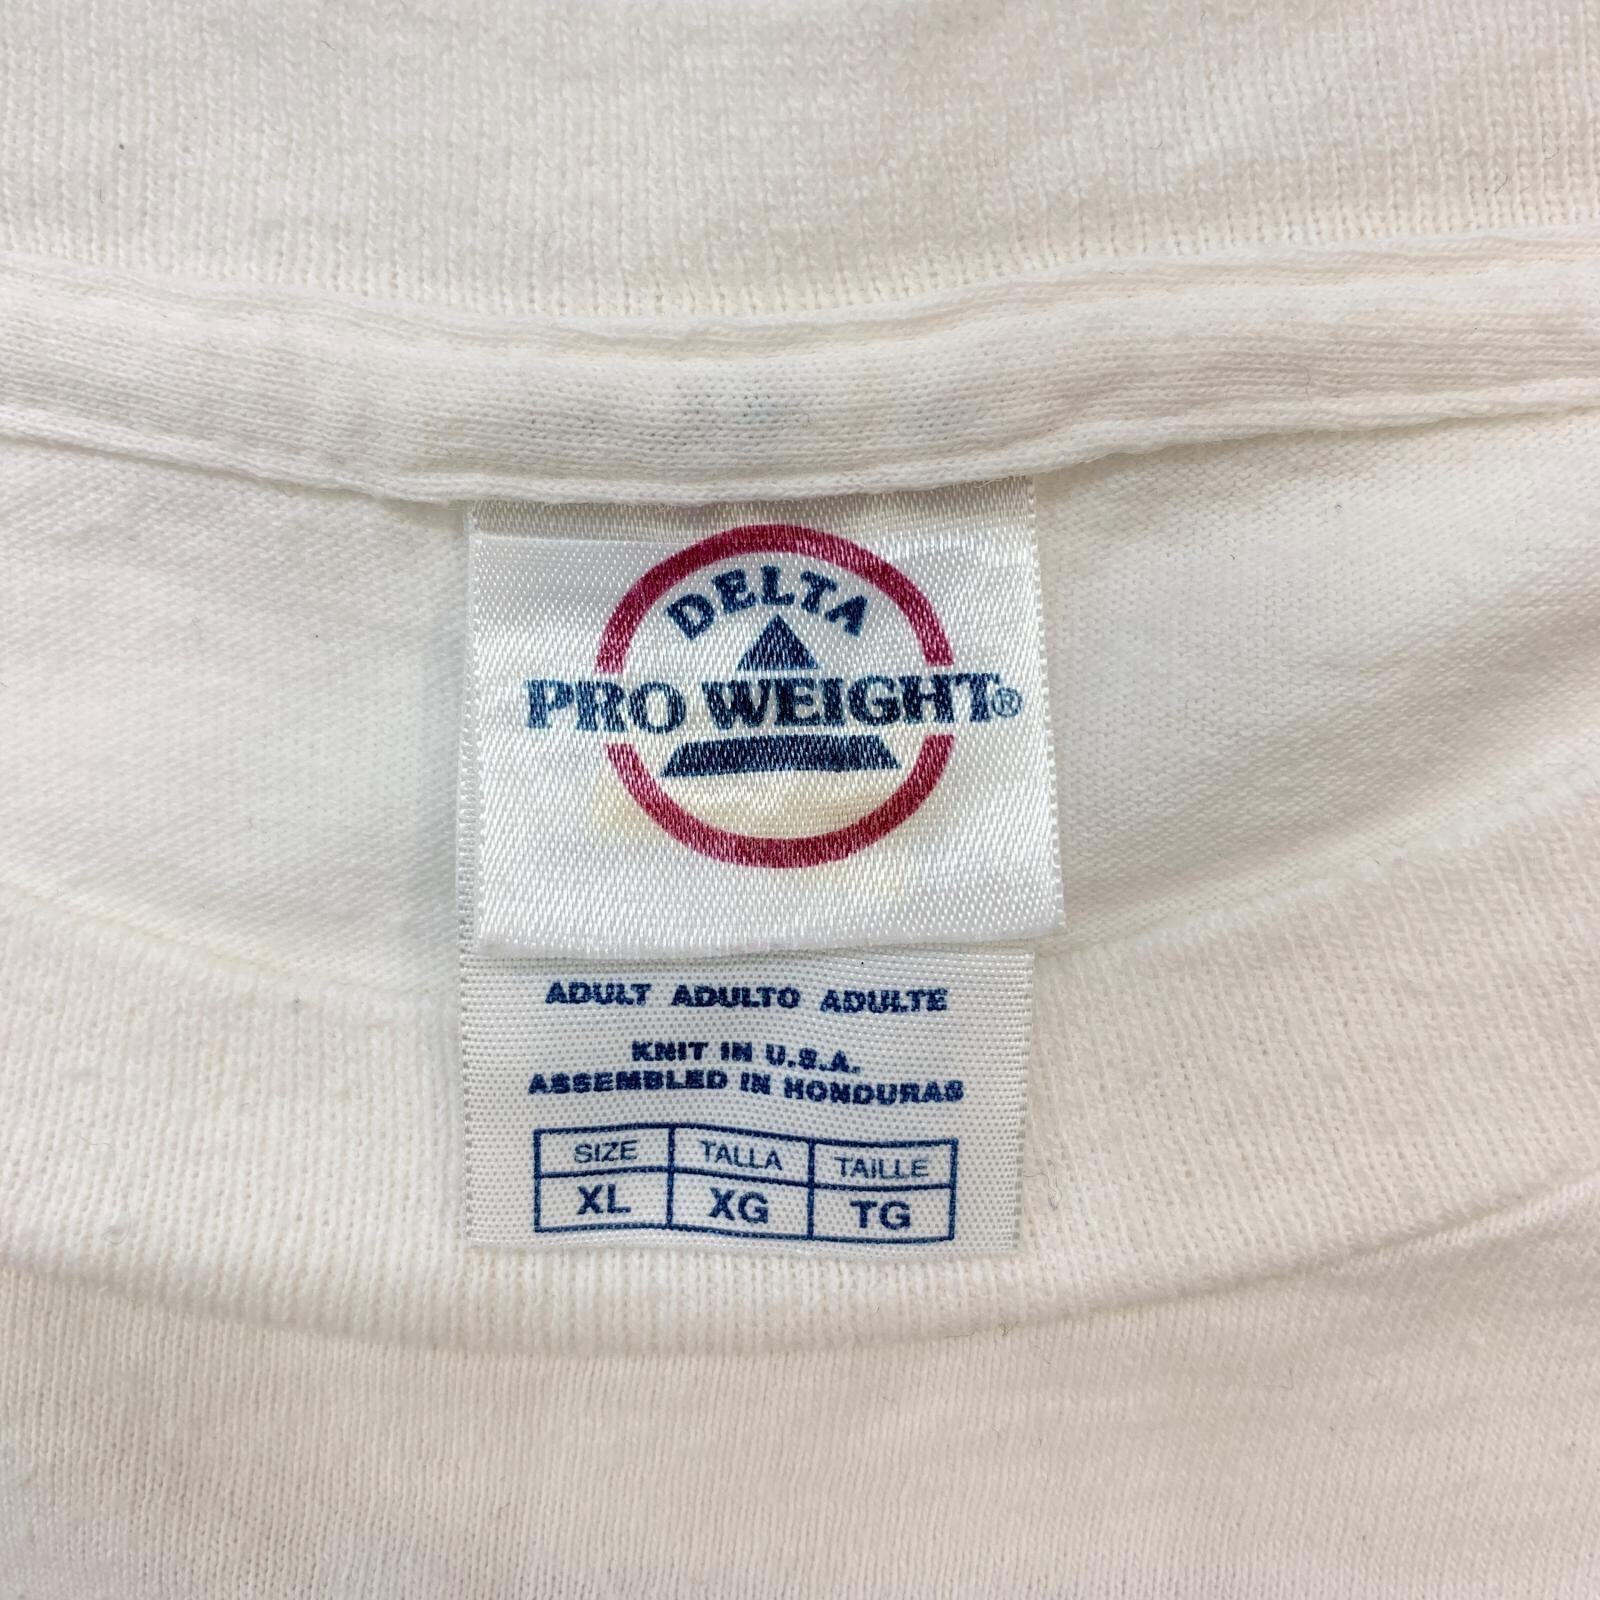 DELTA
PRO WEIGHT®
ADULT ADULTO ADULTE
KNIT IN U.S.A.
ASSEMBLED IN HONDURAS
SIZE TALLA TAILLE
XL XG TG